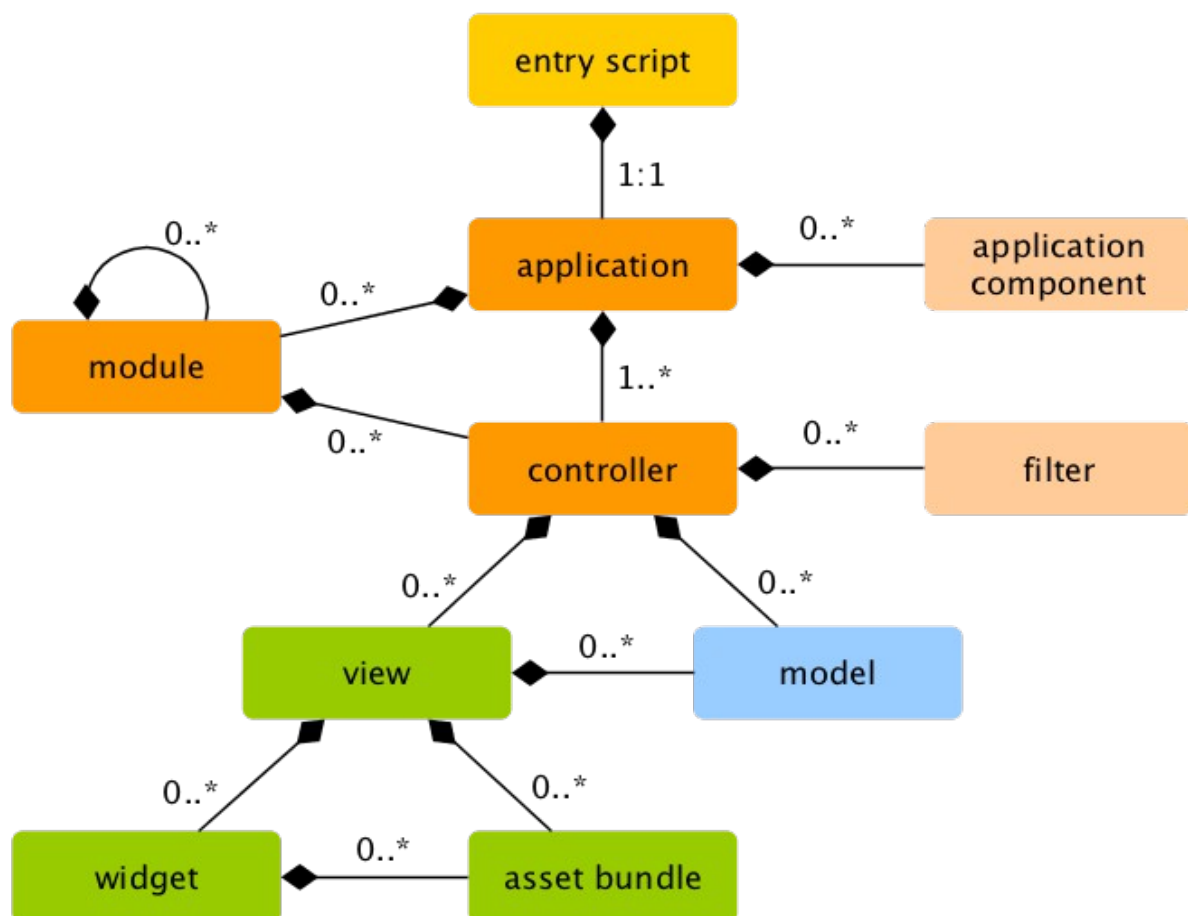 entry script
1:1
0..*
0..*
application
application
component
0..*
module
1..*
0..*
0..*
controller
filter
0..*
0..*
view
0..*
model
0..*
0..*
widget
0..*
asset bundle